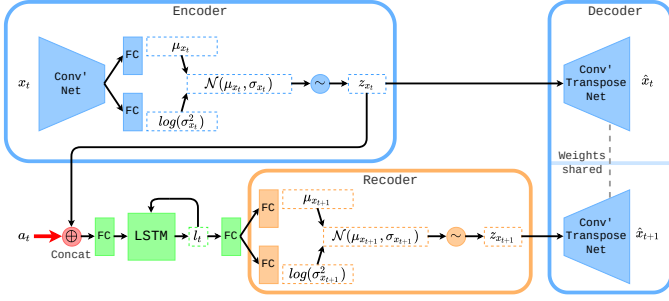 Encoder
Decoder
x_t
Conv'
Net
FC
FC
μ_{x_t}
log(σ²_{x_t})
𝒩(μ_{x_t}, σ_{x_t})
~
z_{x_t}
Conv'
Transpose
Net
x̂_t
Weights
shared
Recoder
a_t
⊕
Concat
FC
LSTM
l_t
FC
FC
FC
μ_{x_{t+1}}
log(σ²_{x_{t+1}})
𝒩(μ_{x_{t+1}}, σ_{x_{t+1}})
~
z_{x_{t+1}}
Conv'
Transpose
Net
x̂_{t+1}